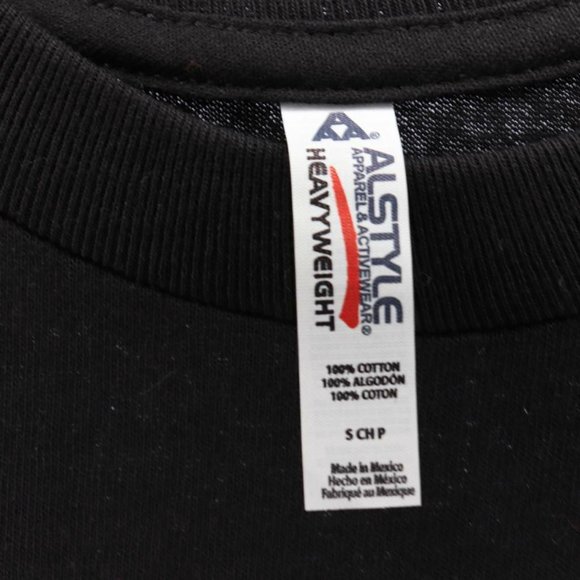 AA®
ALSTYLE
APPAREL & ACTIVEWEAR®
HEAVYWEIGHT
100% COTTON
100% ALGODÓN
100% COTON
S CH P
Made in Mexico
Hecho en México
Fabriqué au Mexique